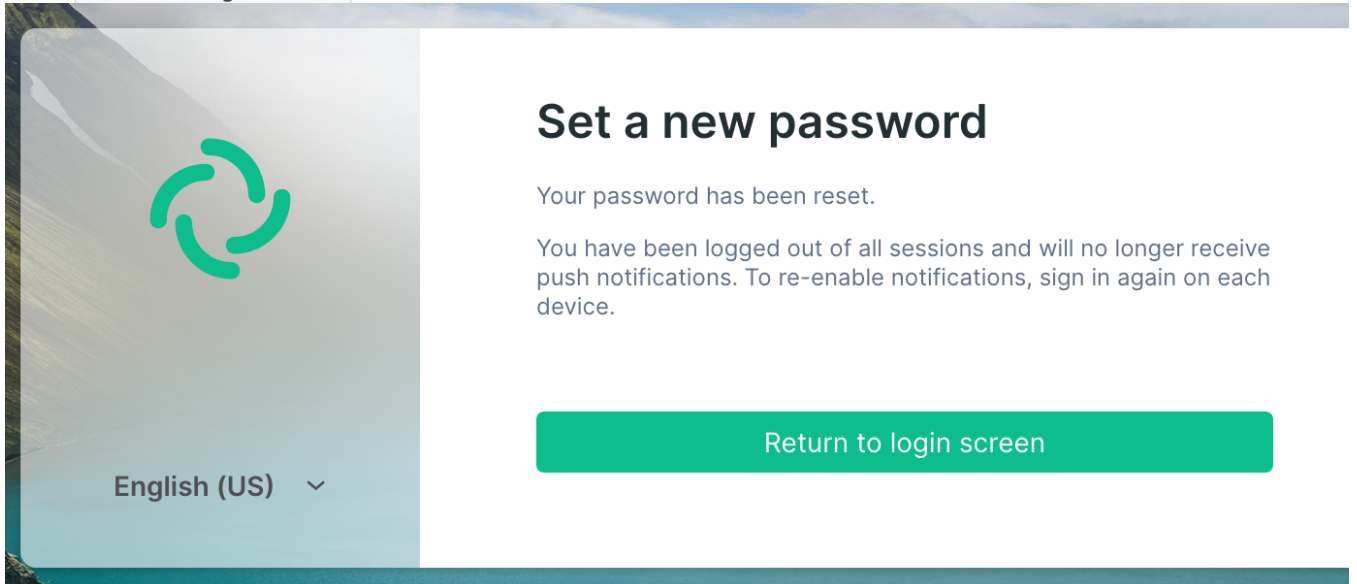 Set a new password
Your password has been reset.
You have been logged out of all sessions and will no longer receive
push notifications. To re-enable notifications, sign in again on each
device.
Return to login screen
English (US)